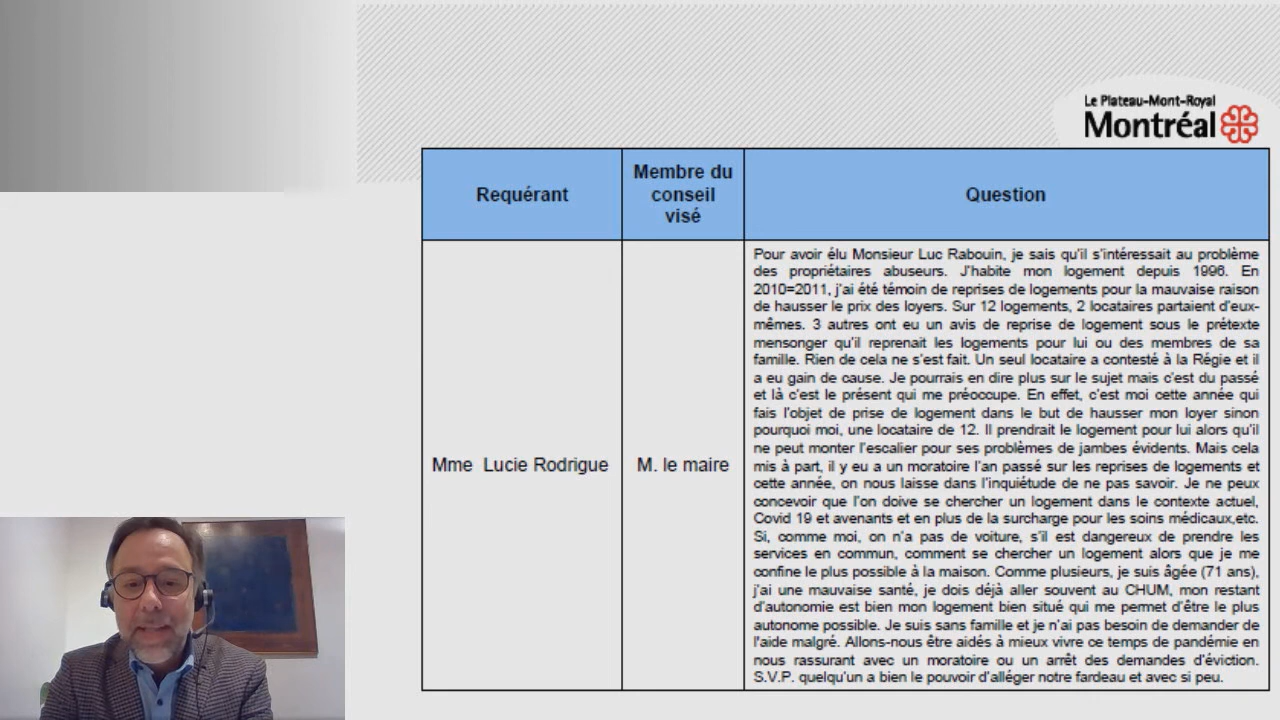 Le Plateau-Mont-Royal
Montréal
Requérant
Membre du
conseil
visé
Question
Mme Lucie Rodrigue
M. le maire
Pour avoir élu Monsieur Luc Rabouin, je sais qu'il s'intéressait au problème
des propriétaires abuseurs. J'habite mon logement depuis 1996. En
2010=2011, j'ai été témoin de reprises de logements pour la mauvaise raison
de hausser le prix des loyers. Sur 12 logements, 2 locataires partaient d'eux-
mêmes. 3 autres ont eu un avis de reprise de logement sous le prétexte
mensonger qu'il reprenait les logements pour lui ou des membres de sa
famille. Rien de cela ne s'est fait. Un seul locataire a contesté à la Régie et il
a eu gain de cause. Je pourrais en dire plus sur le sujet mais c'est du passé
et là c'est le présent qui me préoccupe. En effet, c'est moi cette année qui
fais l'objet de prise de logement dans le but de hausser mon loyer sinon
pourquoi moi, une locataire de 12. Il prendrait le logement pour lui alors qu'il
ne peut monter l'escalier pour ses problèmes de jambes évidents. Mais cela
mis à part, il y eu a un moratoire l'an passé sur les reprises de logements et
cette année, on nous laisse dans l'inquiétude de ne pas savoir. Je ne peux
concevoir que l'on doive se chercher un logement dans le contexte actuel,
Covid 19 et avenants et en plus de la surcharge pour les soins médicaux,etc.
Si, comme moi, on n'a pas de voiture, s'il est dangereux de prendre les
services en commun, comment se chercher un logement alors que je me
confine le plus possible à la maison. Comme plusieurs, je suis âgée (71 ans),
j'ai une mauvaise santé, je dois déjà aller souvent au CHUM, mon restant
d'autonomie est bien mon logement bien situé qui me permet d'être le plus
autonome possible. Je suis sans famille et je n'ai pas besoin de demander de
l'aide malgré. Allons-nous être aidés à mieux vivre ce temps de pandémie en
nous rassurant avec un moratoire ou un arrêt des demandes d'éviction.
S.V.P. quelqu'un a bien le pouvoir d'alléger notre fardeau et avec si peu.